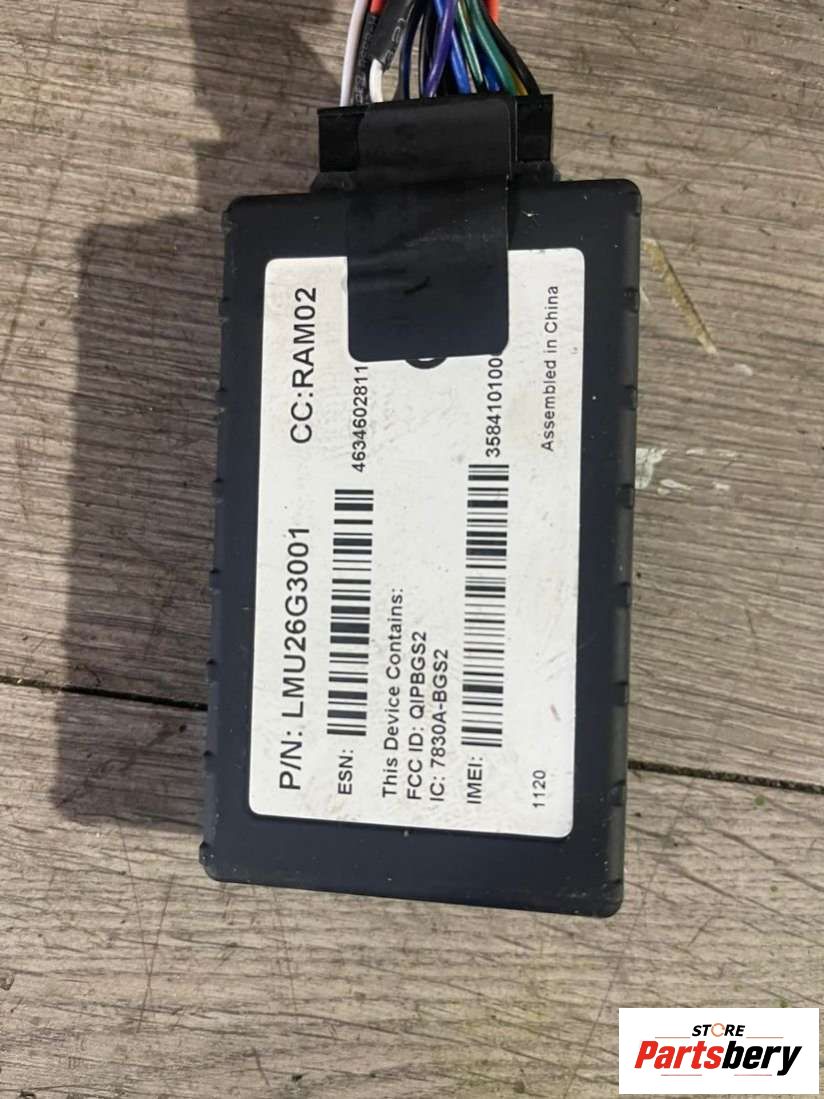 P/N: LMU26G3001 CC:RAM02
ESN:
4634602811
This Device Contains:
FCC ID: QIPBGS2
IC: 7830A-BGS2
IMEI:
35841010
1120
Assembled in China
STORE
Partsbery